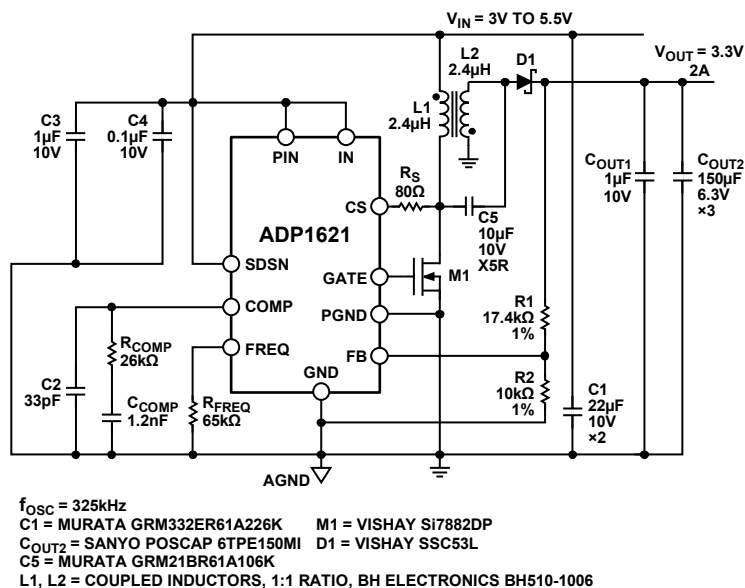 V_IN = 3V TO 5.5V
V_OUT = 3.3V
2A
L2
2.4µH
D1
L1
2.4µH
C3
1µF
10V
C4
0.1µF
10V
PIN
IN
R_S
80Ω
CS
C5
10µF
10V
X5R
C_OUT1
1µF
10V
C_OUT2
150µF
6.3V
×3
ADP1621
SDSN
GATE
M1
COMP
PGND
FREQ
FB
GND
R1
17.4kΩ
1%
R_COMP
26kΩ
C2
33pF
C_COMP
1.2nF
R_FREQ
65kΩ
R2
10kΩ
1%
C1
22µF
10V
×2
AGND
f_OSC = 325kHz
C1 = MURATA GRM332ER61A226K M1 = VISHAY Si7882DP
C_OUT2 = SANYO POSCAP 6TPE150MI D1 = VISHAY SSC53L
C5 = MURATA GRM21BR61A106K
L1, L2 = COUPLED INDUCTORS, 1:1 RATIO, BH ELECTRONICS BH510-1006